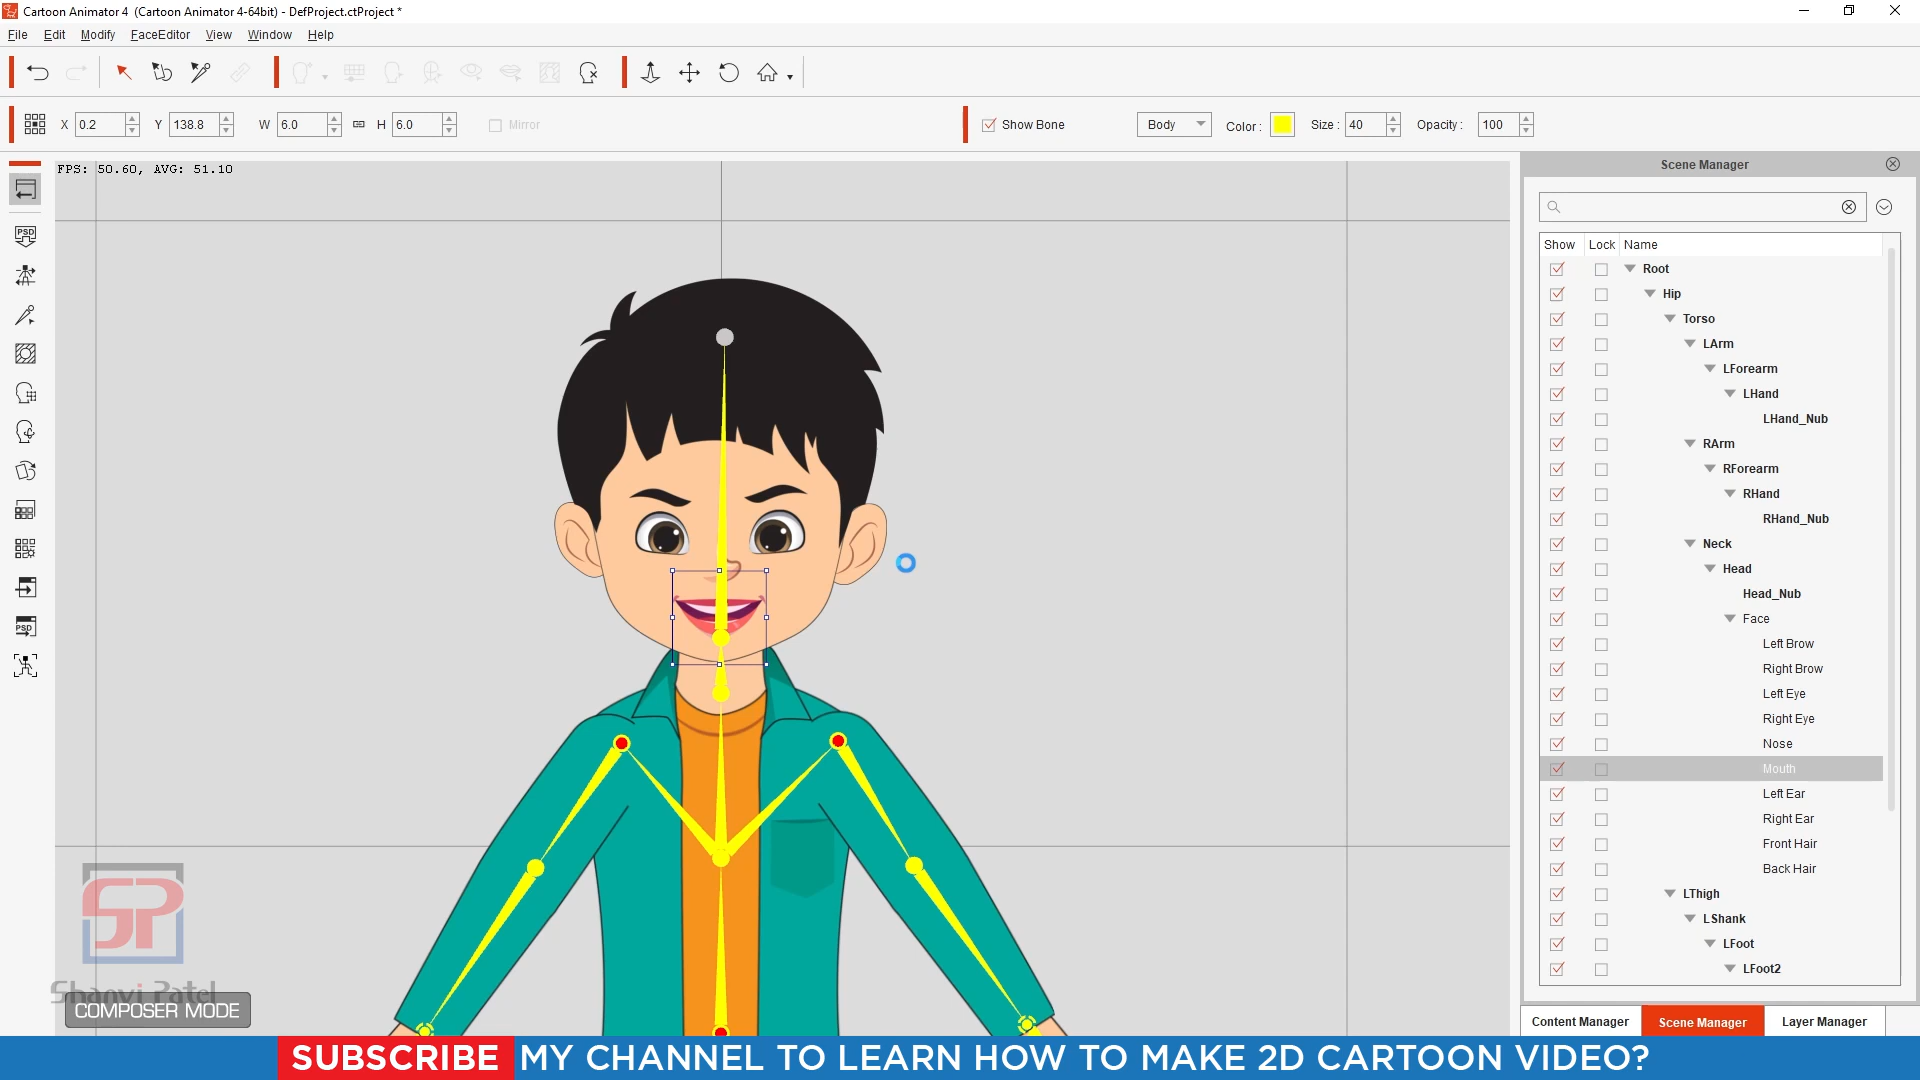 Cartoon Animator 4 (Cartoon Animator 4-64bit) - DefProject.ctProject *
File Edit Modify FaceEditor View Window Help
X 0.2 Y 138.8 W 6.0 H 6.0 Mirror Show Bone Body Color : Size : 40 Opacity : 100
FPS: 50.60, AVG: 51.10
PSD
PSD
SP
Shanvi Patel
COMPOSER MODE
Scene Manager
Show Lock Name
Root
Hip
Torso
LArm
LForearm
LHand
LHand_Nub
RArm
RForearm
RHand
RHand_Nub
Neck
Head
Head_Nub
Face
Left Brow
Right Brow
Left Eye
Right Eye
Nose
Mouth
Left Ear
Right Ear
Front Hair
Back Hair
LThigh
LShank
LFoot
LFoot2
Content Manager Scene Manager Layer Manager
SUBSCRIBE MY CHANNEL TO LEARN HOW TO MAKE 2D CARTOON VIDEO?